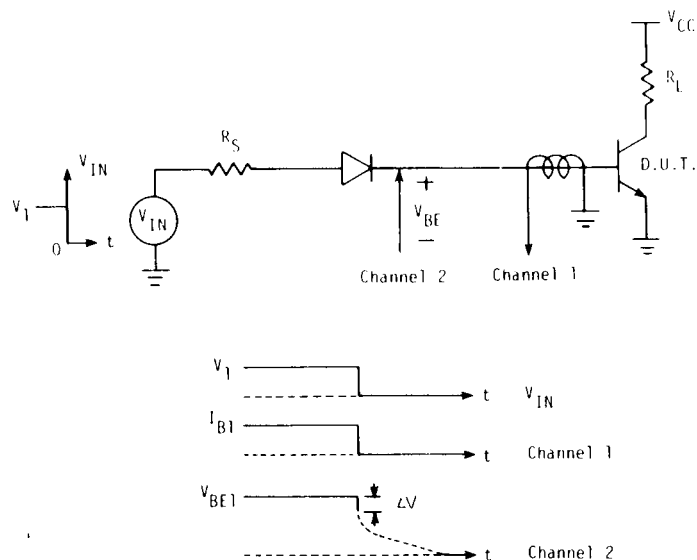 V_CC
R_L
R_S
V_IN
D.U.T.
V_1
V_IN
+
V_BE
−
0
t
Channel 2
Channel 1
V_1
t
V_IN
I_B1
t
Channel 1
V_BE1
ΔV
t
Channel 2